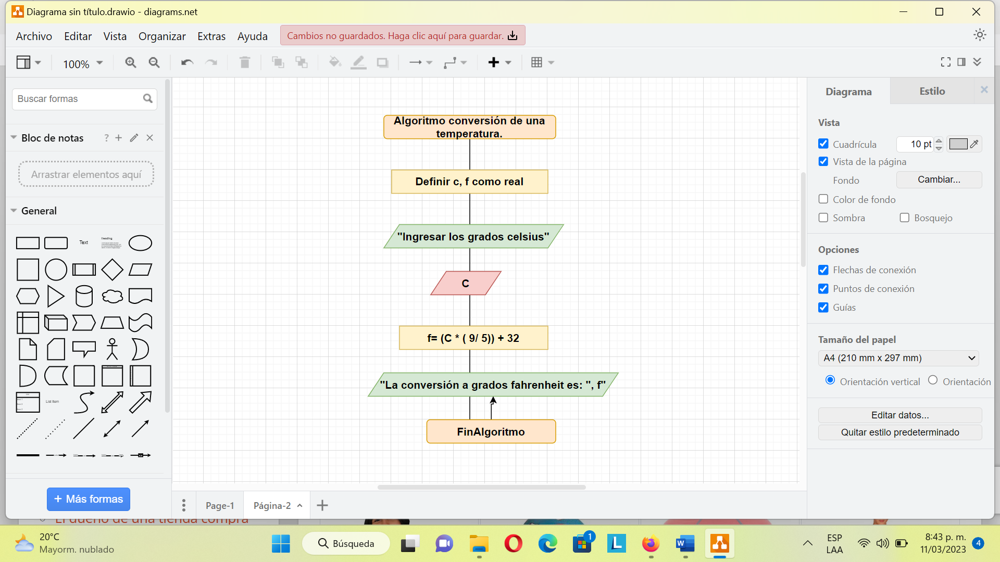 Diagrama sin título.drawio - diagrams.net
Archivo Editar Vista Organizar Extras Ayuda Cambios no guardados. Haga clic aquí para guardar.
100%
Buscar formas
Bloc de notas ?
Arrastrar elementos aquí
General
Text
Heading
List
List Item
+ Más formas
Algoritmo conversión de una
temperatura.
Definir c, f como real
"Ingresar los grados celsius"
C
f= (C * ( 9/ 5)) + 32
"La conversión a grados fahrenheit es: ", f"
FinAlgoritmo
Page-1 Página-2
Diagrama Estilo
Vista
Cuadrícula 10 pt
Vista de la página
Fondo Cambiar...
Color de fondo
Sombra Bosquejo
Opciones
Flechas de conexión
Puntos de conexión
Guías
Tamaño del papel
A4 (210 mm x 297 mm)
Orientación vertical Orientación
Editar datos...
Quitar estilo predeterminado
El dueño de una tienda compra
20°C
Mayorm. nublado
Búsqueda
1
L
W
ESP
LAA
8:43 p. m.
11/03/2023
4